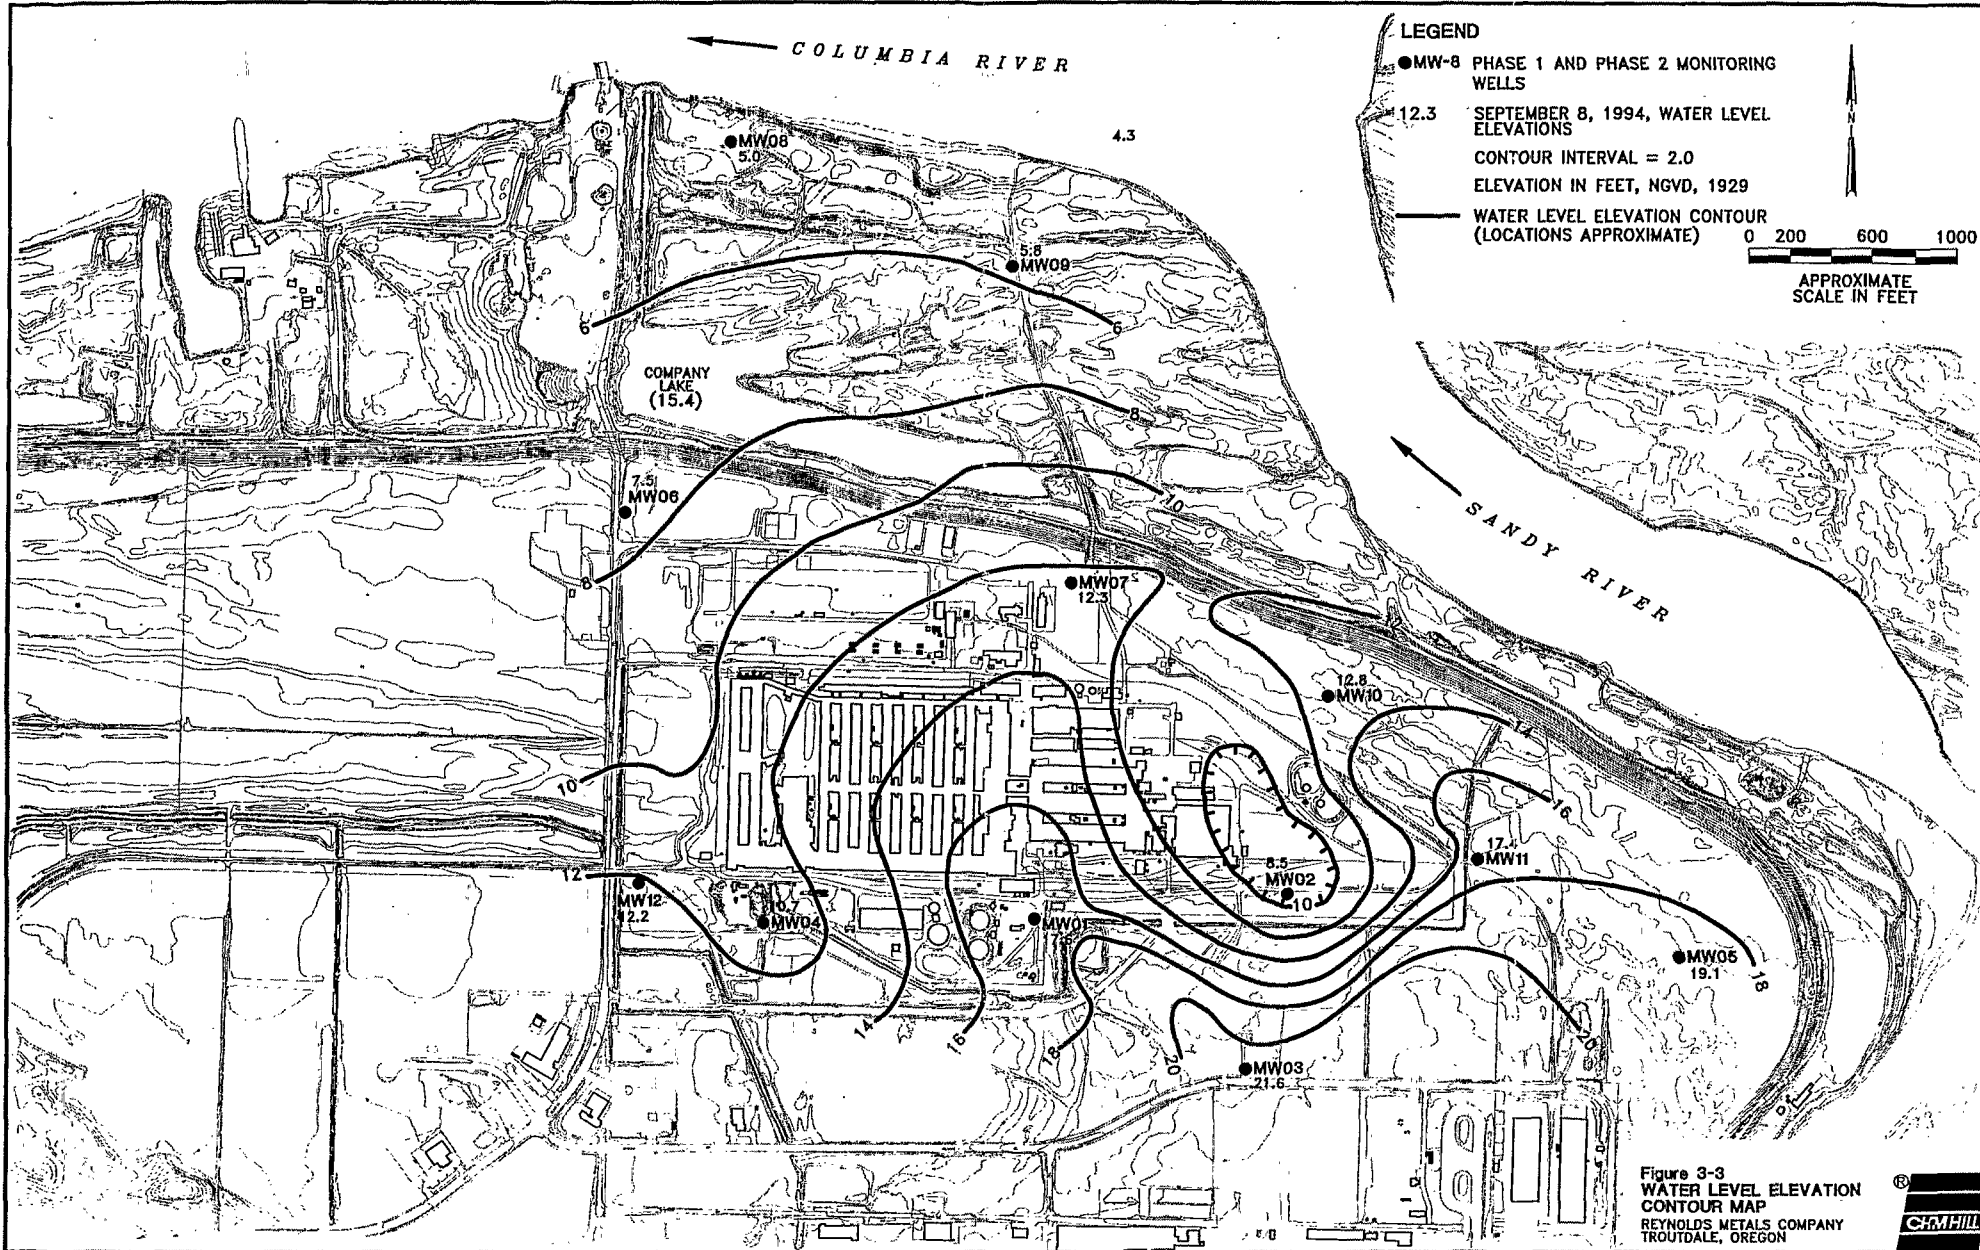 COLUMBIA RIVER
LEGEND
MW-8 PHASE 1 AND PHASE 2 MONITORING
WELLS
12.3 SEPTEMBER 8, 1994, WATER LEVEL
ELEVATIONS
CONTOUR INTERVAL = 2.0
ELEVATION IN FEET, NGVD, 1929
WATER LEVEL ELEVATION CONTOUR
(LOCATIONS APPROXIMATE)
N
0 200 600 1000
APPROXIMATE
SCALE IN FEET
4.3
MW08
5.0
5.8
MW09
6
6
COMPANY
LAKE
(15.4)
8
7.5
MW06
10
8
MW07
12.3
SANDY RIVER
12
12.8
MW10
14
10
16
17.4
MW11
12
MW12
12.2
MW04
8.5
MW02
10
MW01
MW05
19.1
18
14
16
18
20
20
MW03
21.6
Figure 3-3
WATER LEVEL ELEVATION
CONTOUR MAP
REYNOLDS METALS COMPANY
TROUTDALE, OREGON
®
CH2M HILL